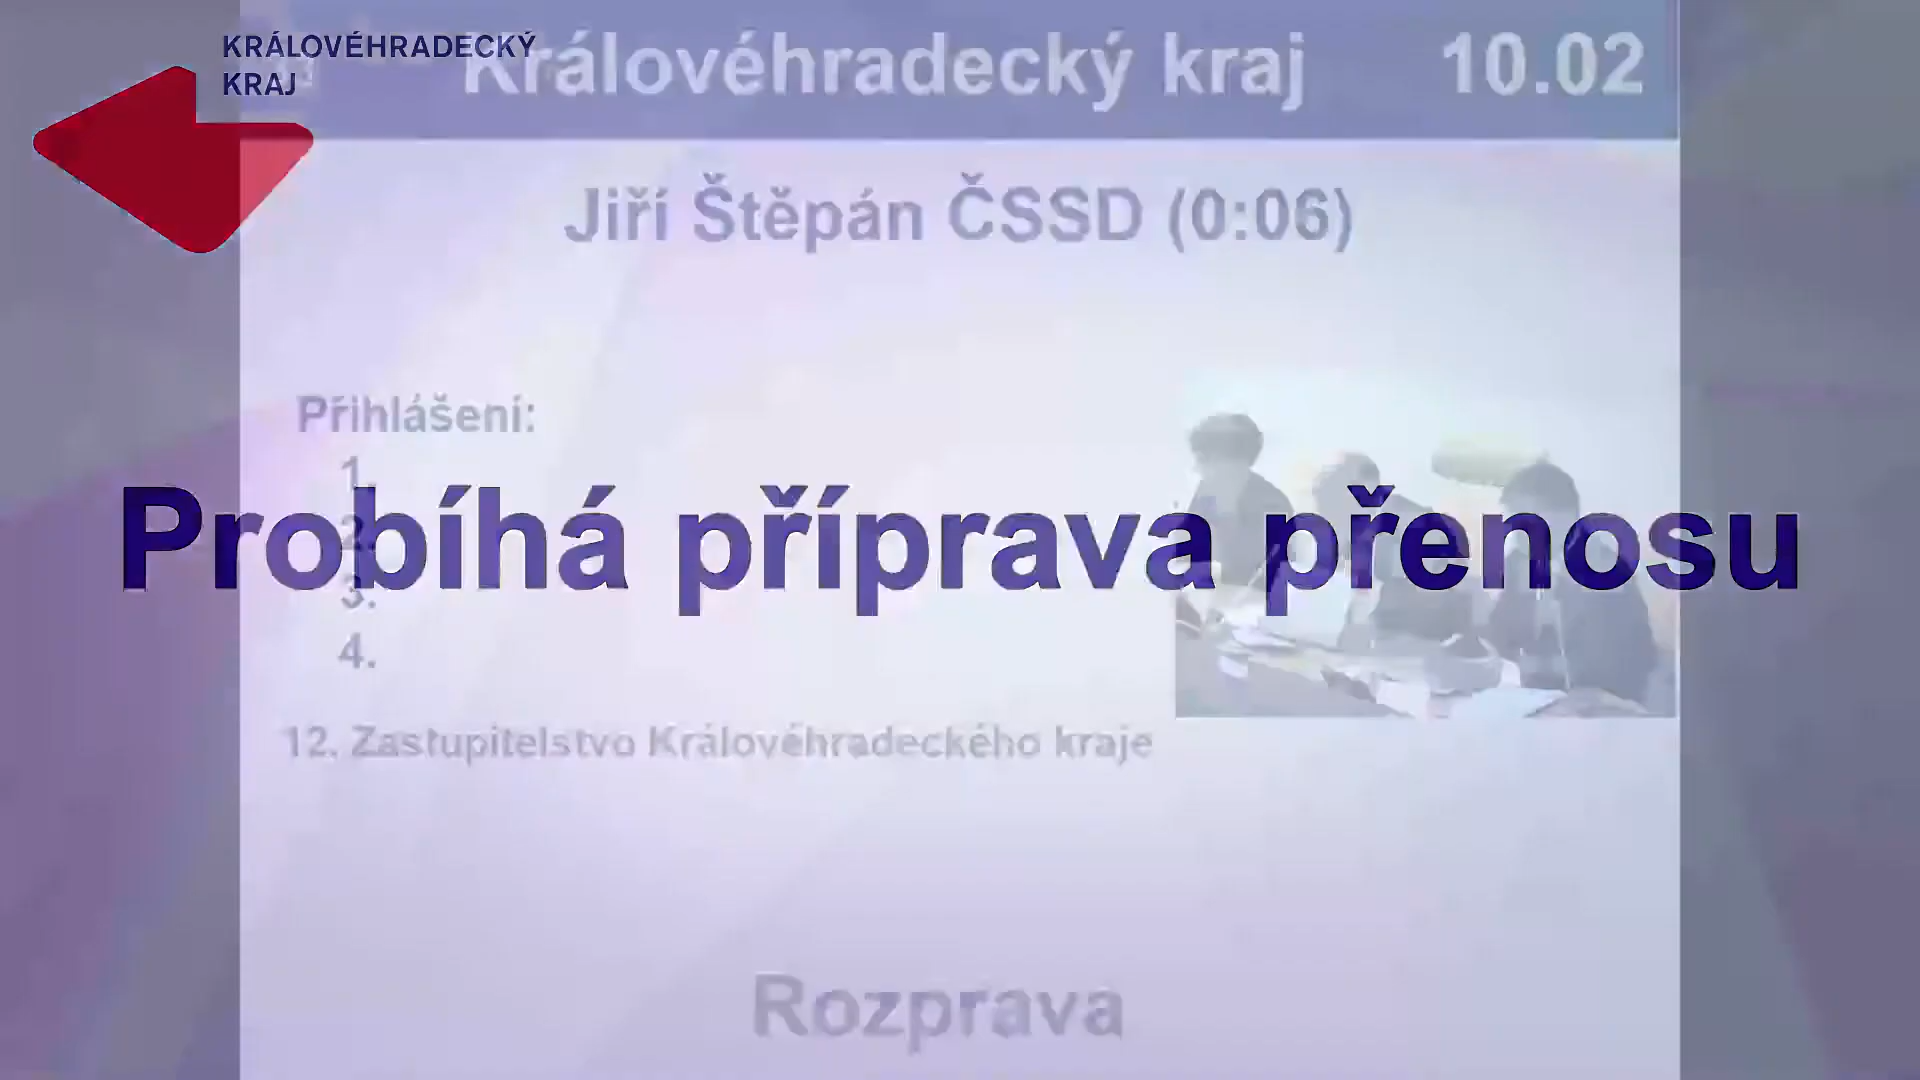 KRÁLOVÉHRADECKÝ
KRAJ
Královéhradecký kraj 10.02
Jiří Štěpán ČSSD (0:06)
Přihlášení:
1.
2.
3.
4.
Probíhá příprava přenosu
12. Zastupitelstvo Královéhradeckého kraje
Rozprava